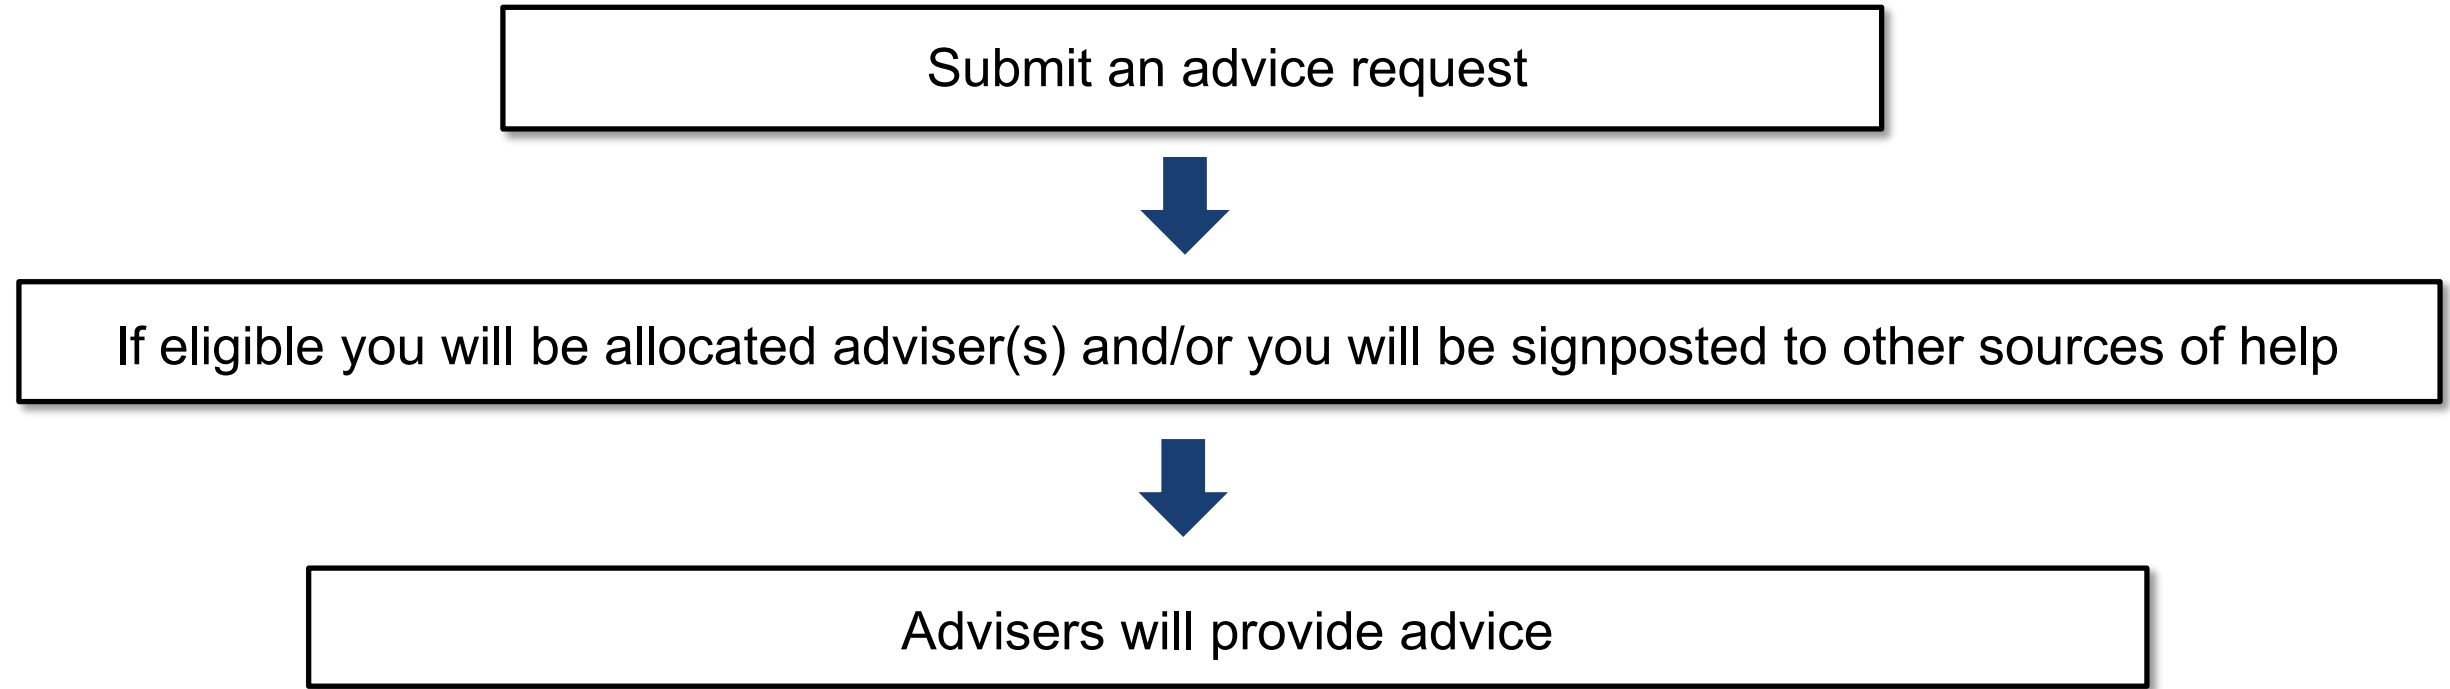 Submit an advice request
If eligible you will be allocated adviser(s) and/or you will be signposted to other sources of help
Advisers will provide advice